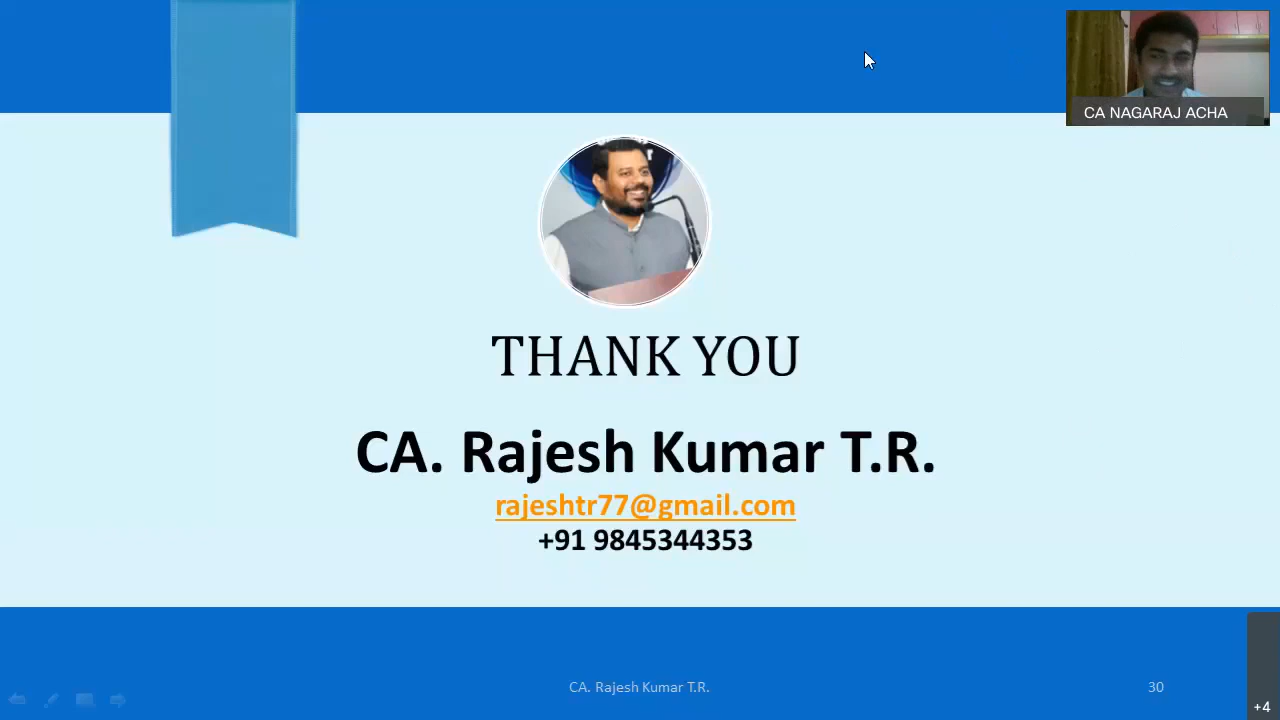 CA NAGARAJ ACHA
THANK YOU
CA. Rajesh Kumar T.R.
rajeshtr77@gmail.com
+91 9845344353
CA. Rajesh Kumar T.R.
30
+4